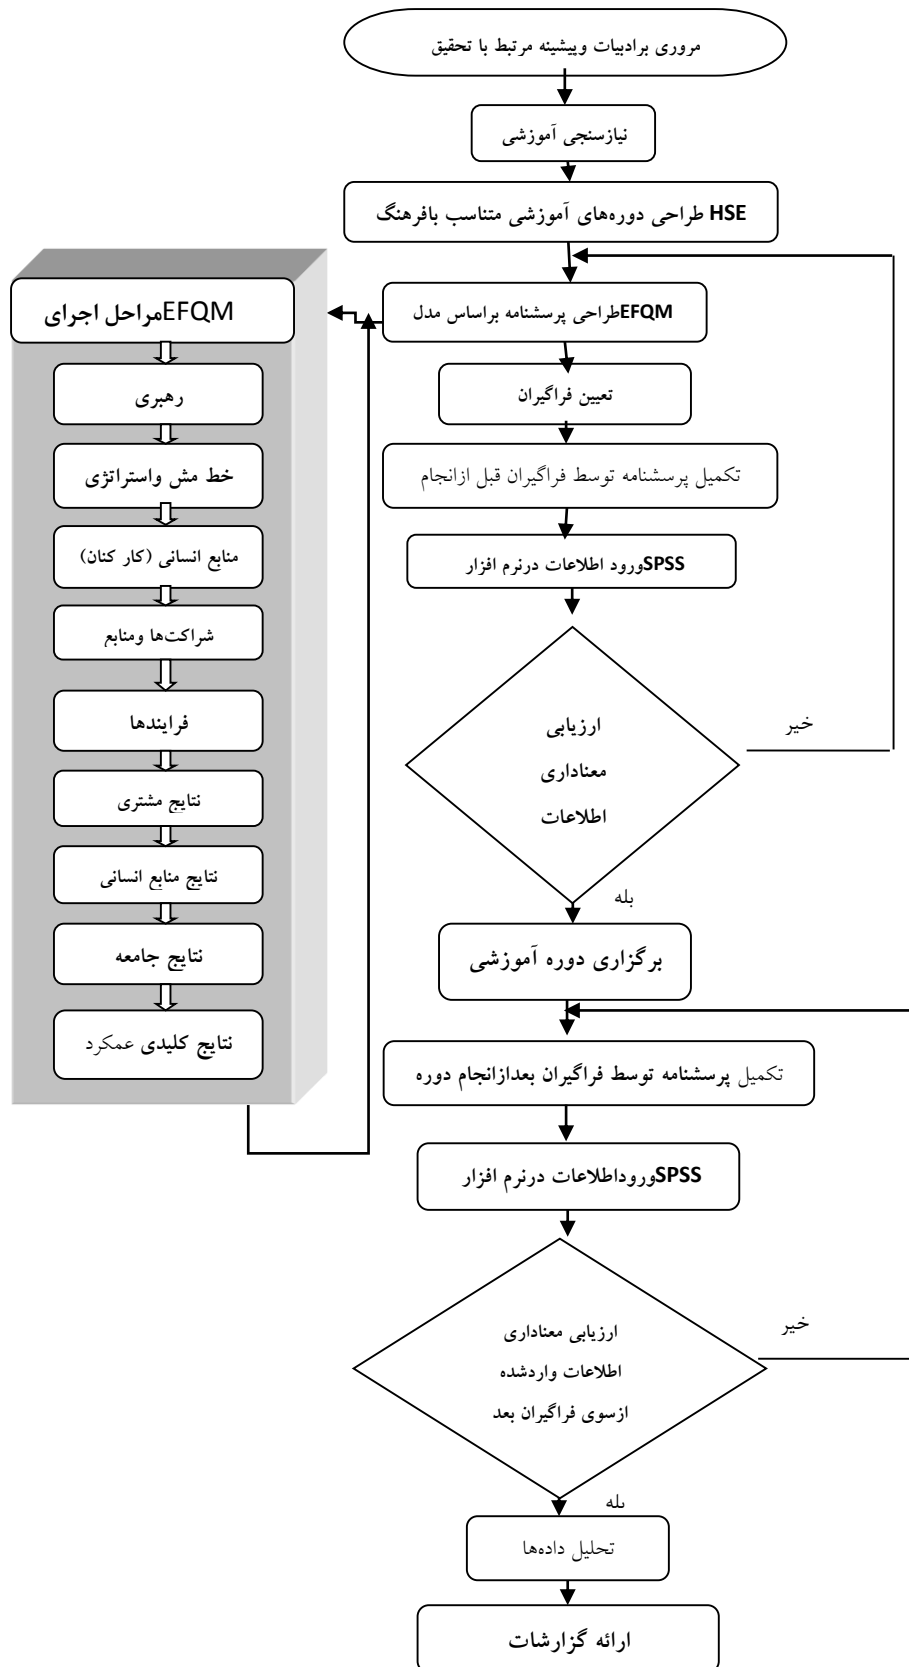 مروری برادبیات وپیشینه مرتبط با تحقیق
نیازسنجی آموزشی
HSE طراحی دوره‌های آموزشی متناسب بافرهنگ
EFQMطراحی پرسشنامه براساس مدل
تعیین فراگیران
تکمیل پرسشنامه توسط فراگیران قبل ازانجام
SPSSورود اطلاعات درنرم افزار
ارزیابی
معناداری
اطلاعات
خیر
بله
برگزاری دوره آموزشی
تکمیل پرسشنامه توسط فراگیران بعدازانجام دوره
SPSSوروداطلاعات درنرم افزار
ارزیابی معناداری
اطلاعات واردشده
ازسوی فراگیران بعد
خیر
بله
تحلیل داده‌ها
ارائه گزارشات
EFQMمراحل اجرای
رهبری
خط مش واستراتژی
منابع انسانی (کار کنان)
شراکت‌ها ومنابع
فرایندها
نتایج مشتری
نتایج منابع انسانی
نتایج جامعه
نتایج کلیدی عمکرد